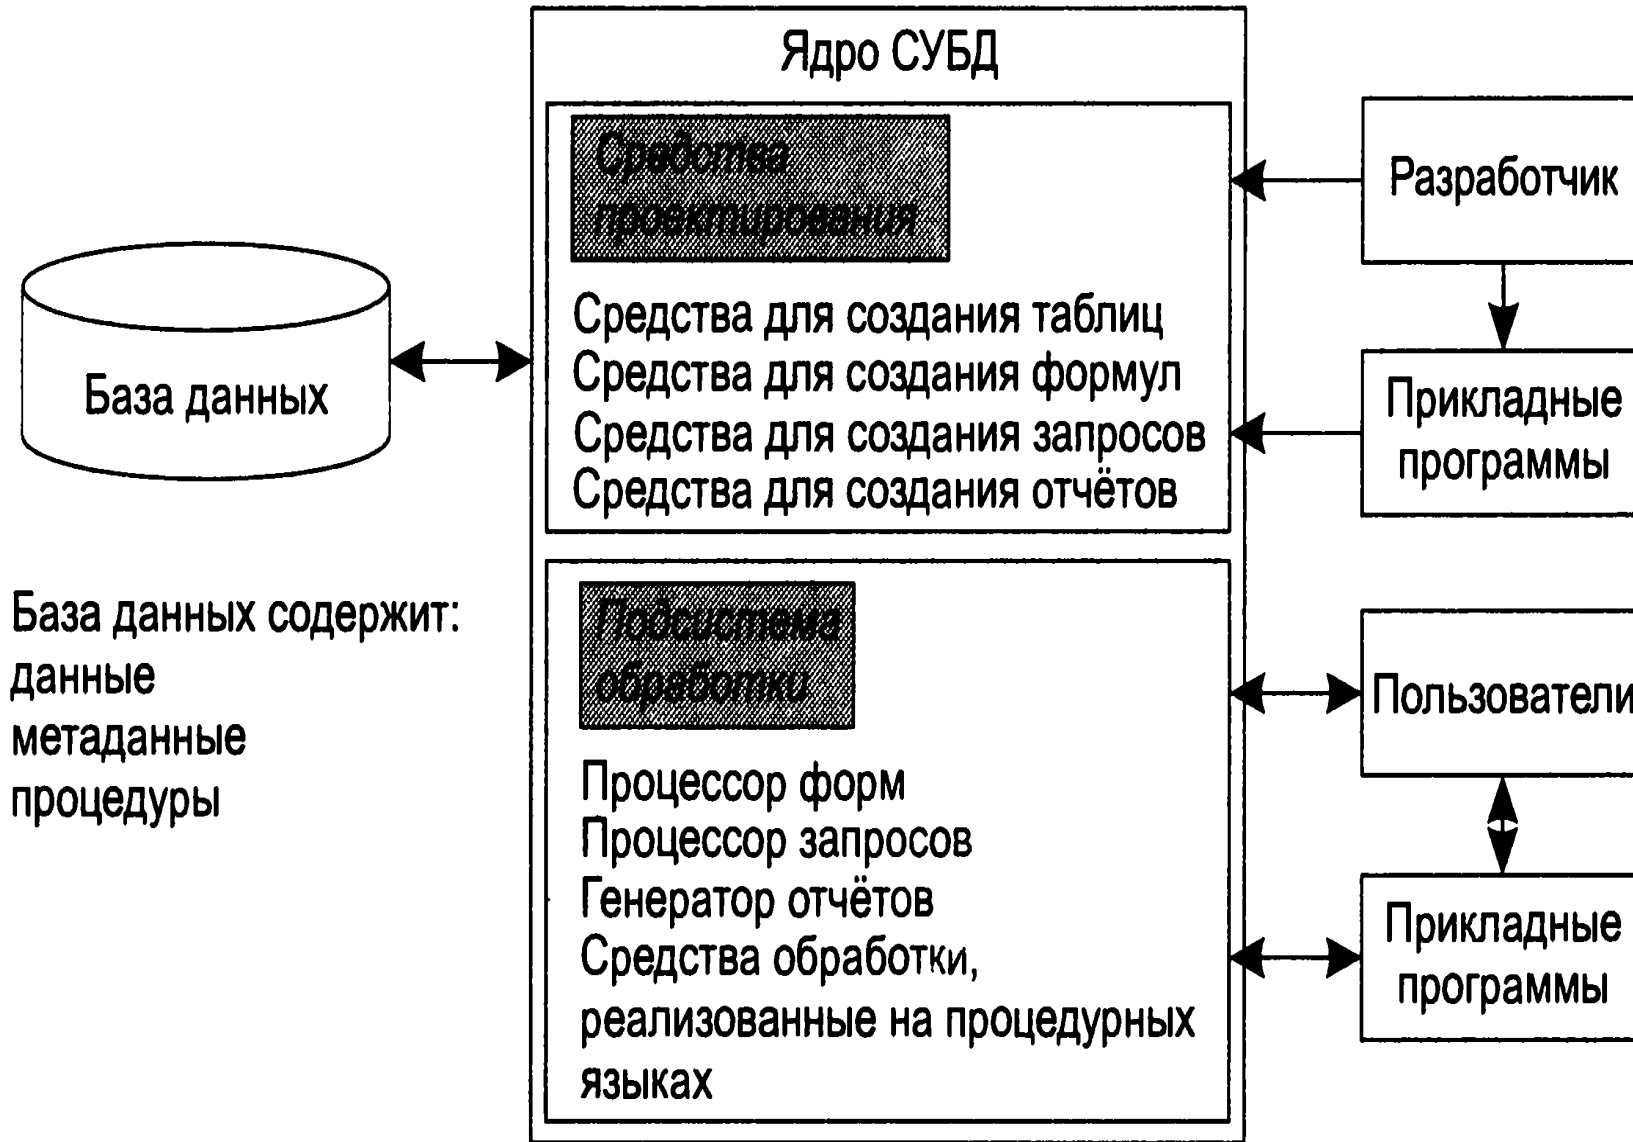 Ядро СУБД
Средства
проектирования
Средства для создания таблиц
Средства для создания формул
Средства для создания запросов
Средства для создания отчётов
Подсистема
обработки
Процессор форм
Процессор запросов
Генератор отчётов
Средства обработки,
реализованные на процедурных
языках
База данных
База данных содержит:
данные
метаданные
процедуры
Разработчик
Прикладные
программы
Пользователи
Прикладные
программы